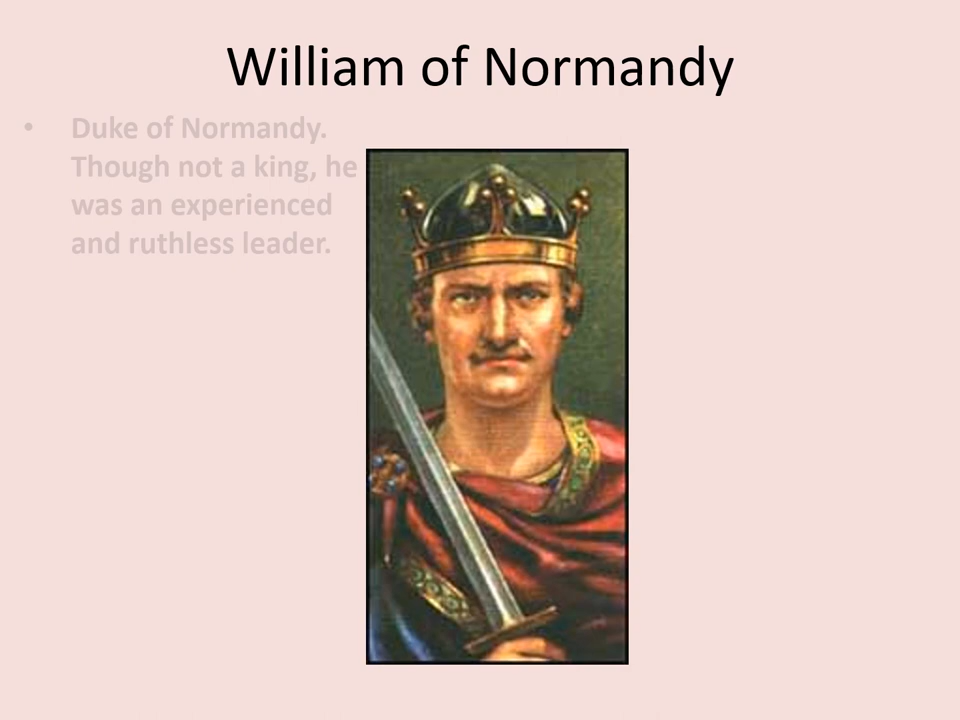 William of Normandy
• Duke of Normandy.
Though not a king, he
was an experienced
and ruthless leader.